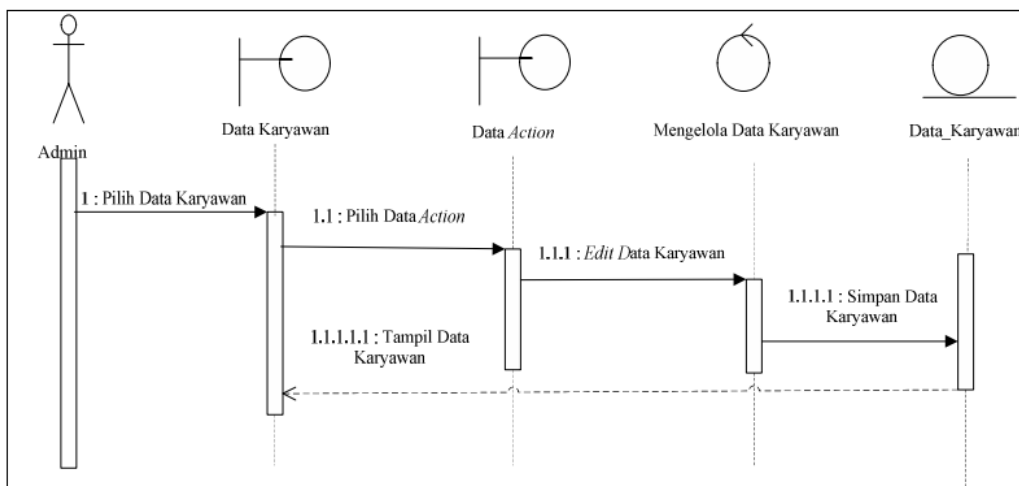 Data Karyawan
Data Action
Mengelola Data Karyawan
Data_Karyawan
Admin
1 : Pilih Data Karyawan
1.1 : Pilih Data Action
1.1.1 : Edit Data Karyawan
1.1.1.1 : Simpan Data
Karyawan
1.1.1.1.1 : Tampil Data
Karyawan